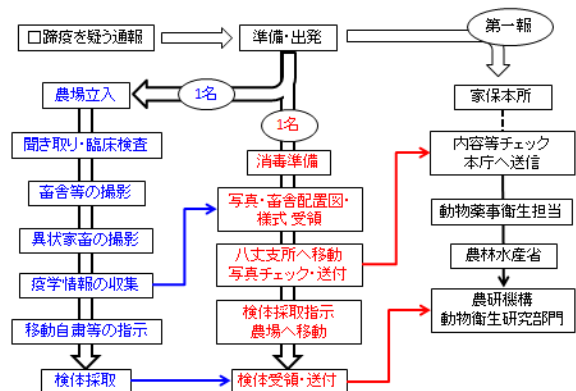 口蹄疫を疑う通報
準備・出発
第一報
農場立入
1名
家保本所
1名
聞き取り・臨床検査
消毒準備
内容等チェック
本庁へ送信
畜舎等の撮影
写真・畜舎配置図・
様式 受領
動物薬事衛生担当
異状家畜の撮影
八丈支所へ移動
写真チェック・送付
農林水産省
疫学情報の収集
農研機構
動物衛生研究部門
移動自粛等の指示
検体採取指示
農場へ移動
検体採取
検体受領・送付